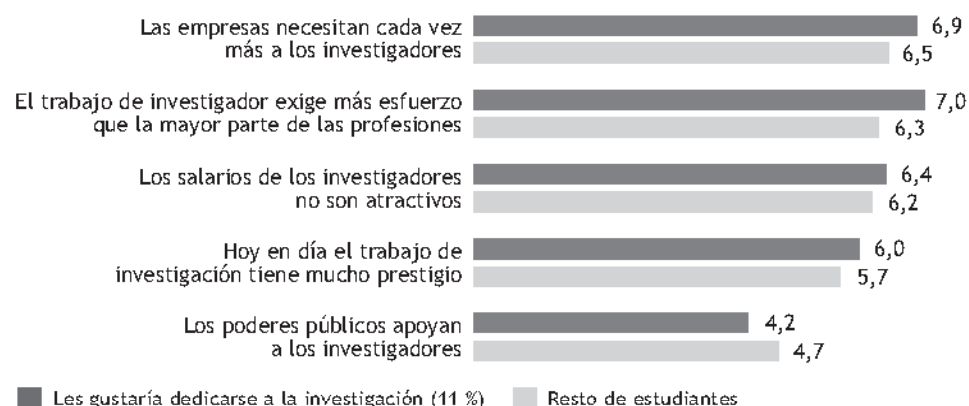 Las empresas necesitan cada vez
más a los investigadores
6,9
6,5
El trabajo de investigador exige más esfuerzo
que la mayor parte de las profesiones
7,0
6,3
Los salarios de los investigadores
no son atractivos
6,4
6,2
Hoy en día el trabajo de
investigación tiene mucho prestigio
6,0
5,7
Los poderes públicos apoyan
a los investigadores
4,2
4,7
Les gustaría dedicarse a la investigación (11 %) Resto de estudiantes